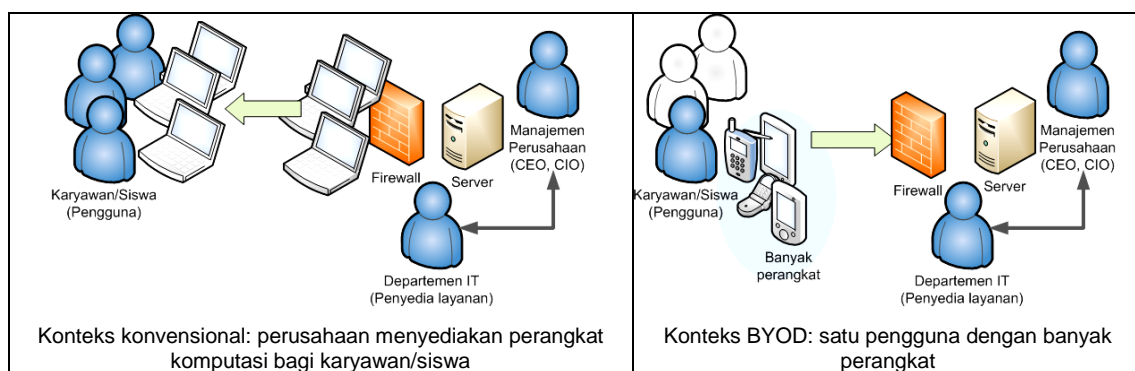 Karyawan/Siswa
(Pengguna)
Firewall
Server
Manajemen
Perusahaan
(CEO, CIO)
Departemen IT
(Penyedia layanan)
Konteks konvensional: perusahaan menyediakan perangkat
komputasi bagi karyawan/siswa
Karyawan/Siswa
(Pengguna)
Banyak
perangkat
Firewall
Server
Manajemen
Perusahaan
(CEO, CIO)
Departemen IT
(Penyedia layanan)
Konteks BYOD: satu pengguna dengan banyak
perangkat